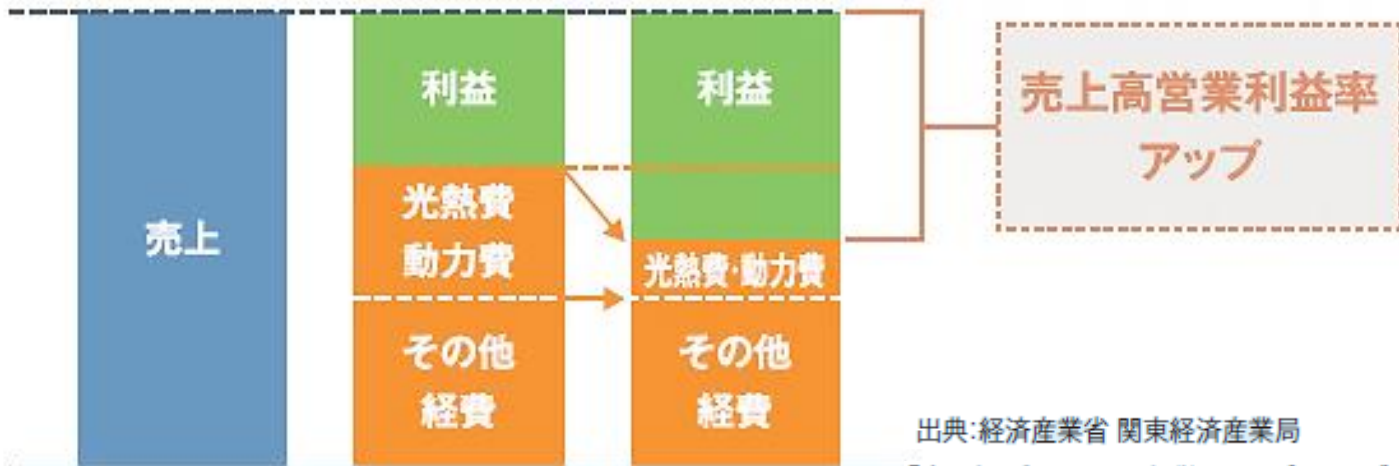 売上
利益
光熱費
動力費
その他
経費
利益
光熱費・動力費
その他
経費
売上高営業利益率
アップ
出典:経済産業省 関東経済産業局